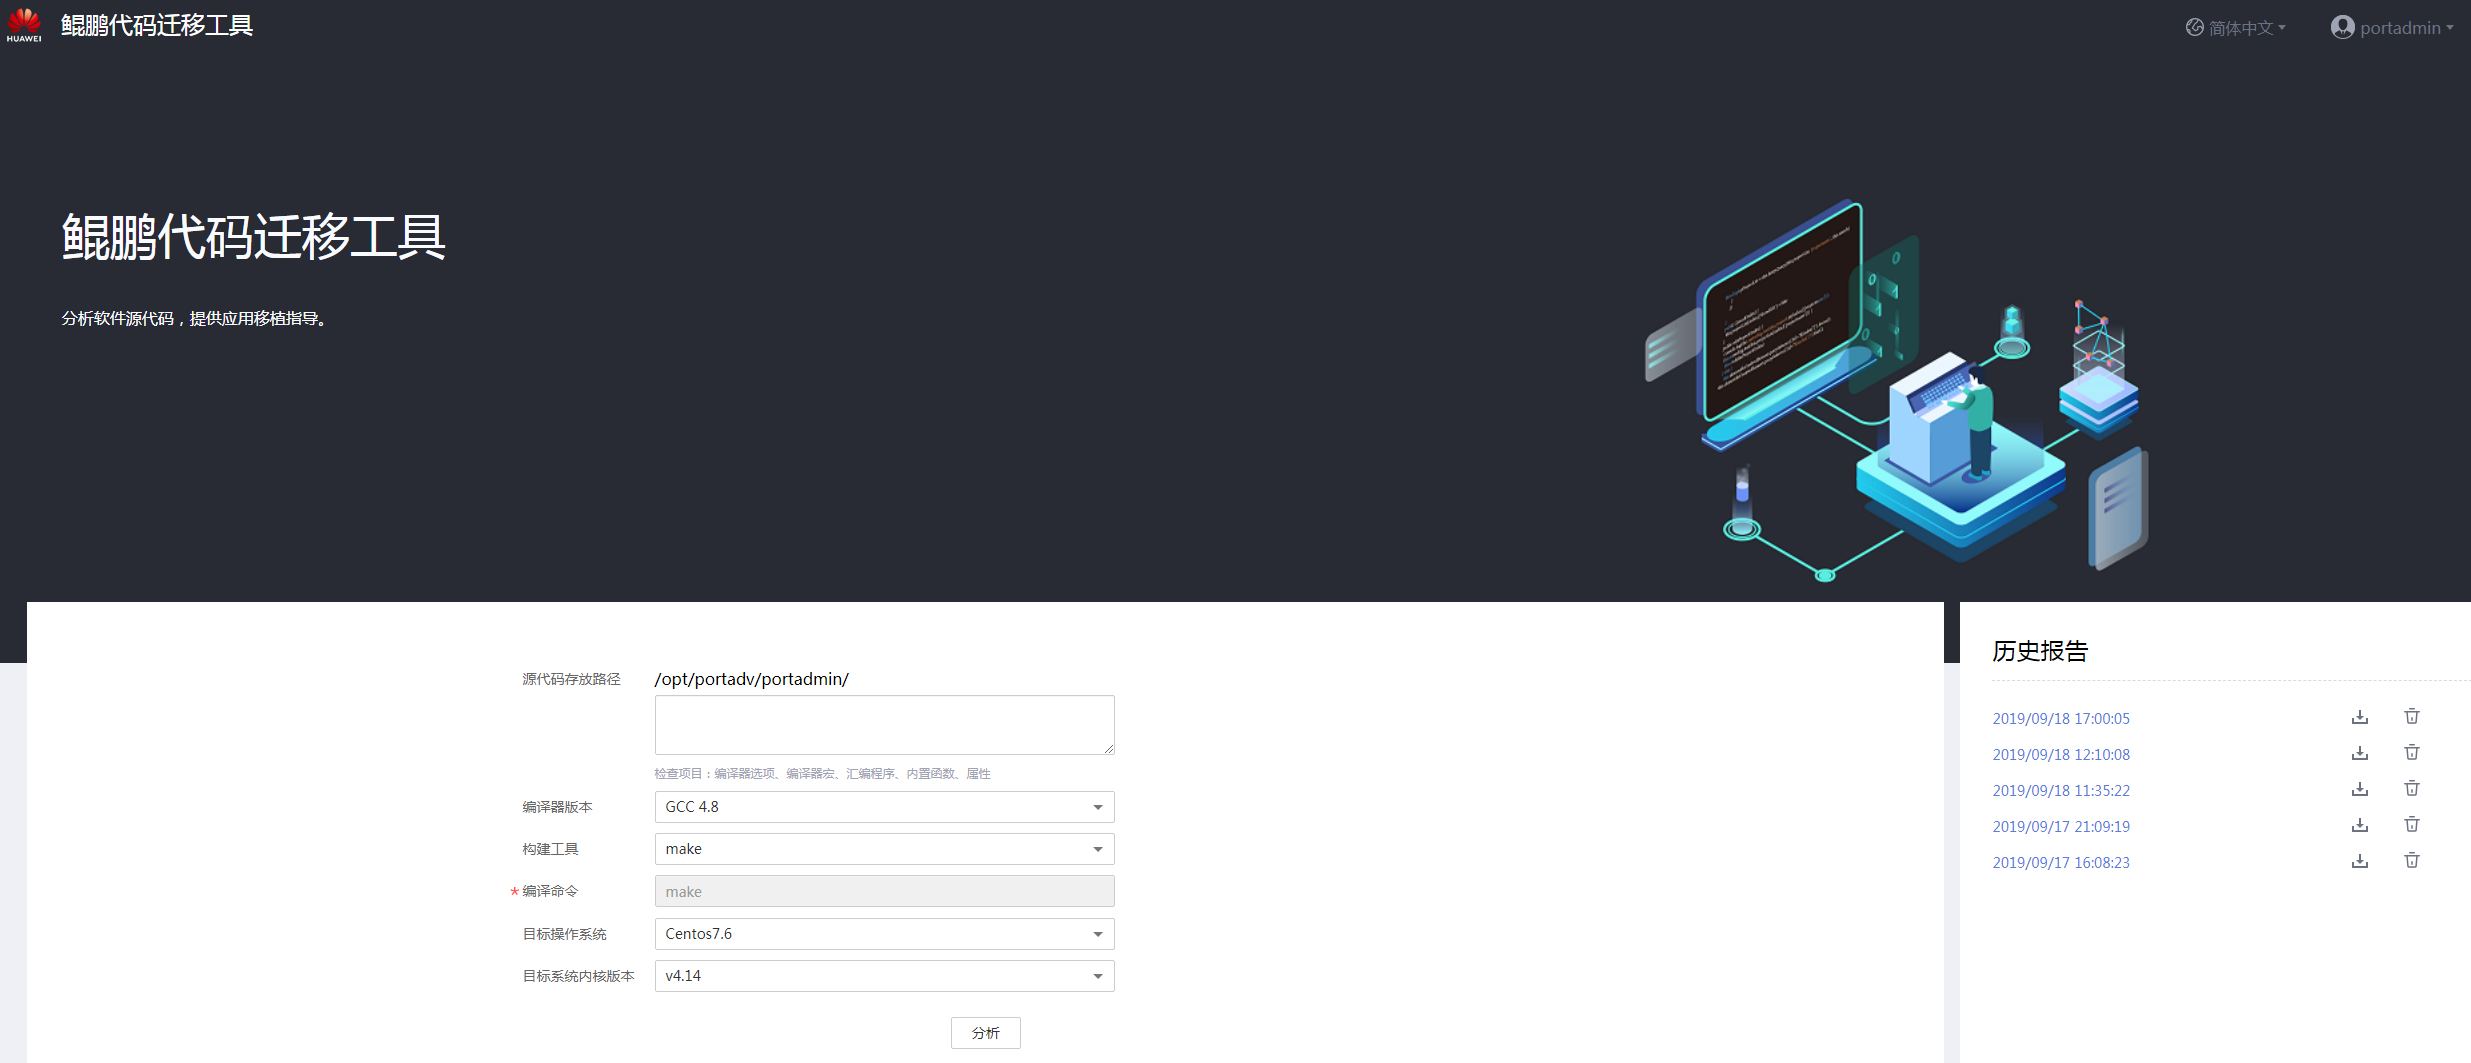 HUAWEI
鲲鹏代码迁移工具
简体中文
portadmin
鲲鹏代码迁移工具
分析软件源代码，提供应用移植指导。
源代码存放路径
/opt/portadv/portadmin/
检查项目：编译器选项、编译器宏、汇编程序、内置函数、属性
编译器版本
GCC 4.8
构建工具
make
*编译命令
make
目标操作系统
Centos7.6
目标系统内核版本
v4.14
分析
历史报告
2019/09/18 17:00:05
2019/09/18 12:10:08
2019/09/18 11:35:22
2019/09/17 21:09:19
2019/09/17 16:08:23